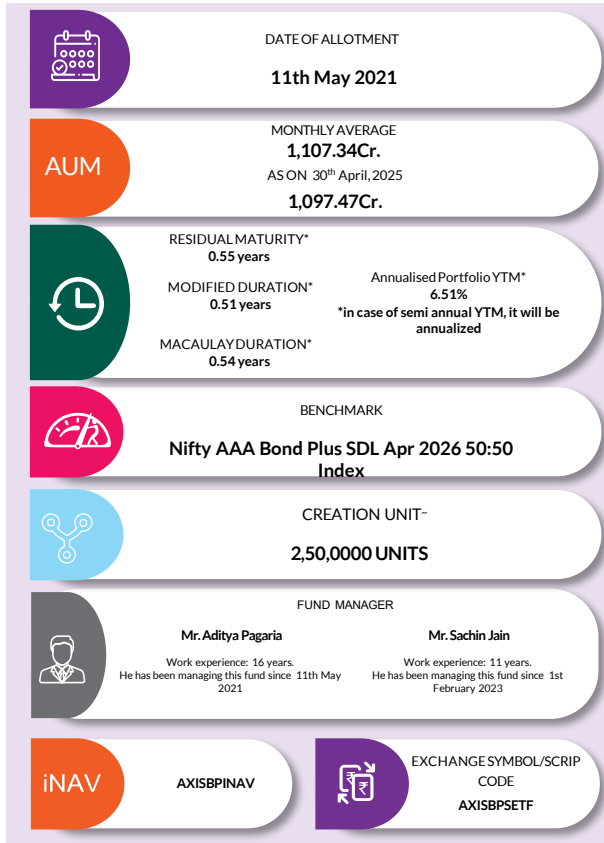 DATE OF ALLOTMENT
11th May 2021
AUM
MONTHLY AVERAGE
1,107.34Cr.
AS ON 30th April, 2025
1,097.47Cr.
RESIDUAL MATURITY*
0.55 years
MODIFIED DURATION*
0.51 years
MACAULAY DURATION*
0.54 years
Annualised Portfolio YTM*
6.51%
*in case of semi annual YTM, it will be
annualized
BENCHMARK
Nifty AAA Bond Plus SDL Apr 2026 50:50
Index
CREATION UNIT~
2,50,0000 UNITS
FUND MANAGER
Mr. Aditya Pagaria
Work experience: 16 years.
He has been managing this fund since 11th May
2021
Mr. Sachin Jain
Work experience: 11 years.
He has been managing this fund since 1st
February 2023
iNAV
AXISBPINAV
EXCHANGE SYMBOL/SCRIP
CODE
AXISBPSETF